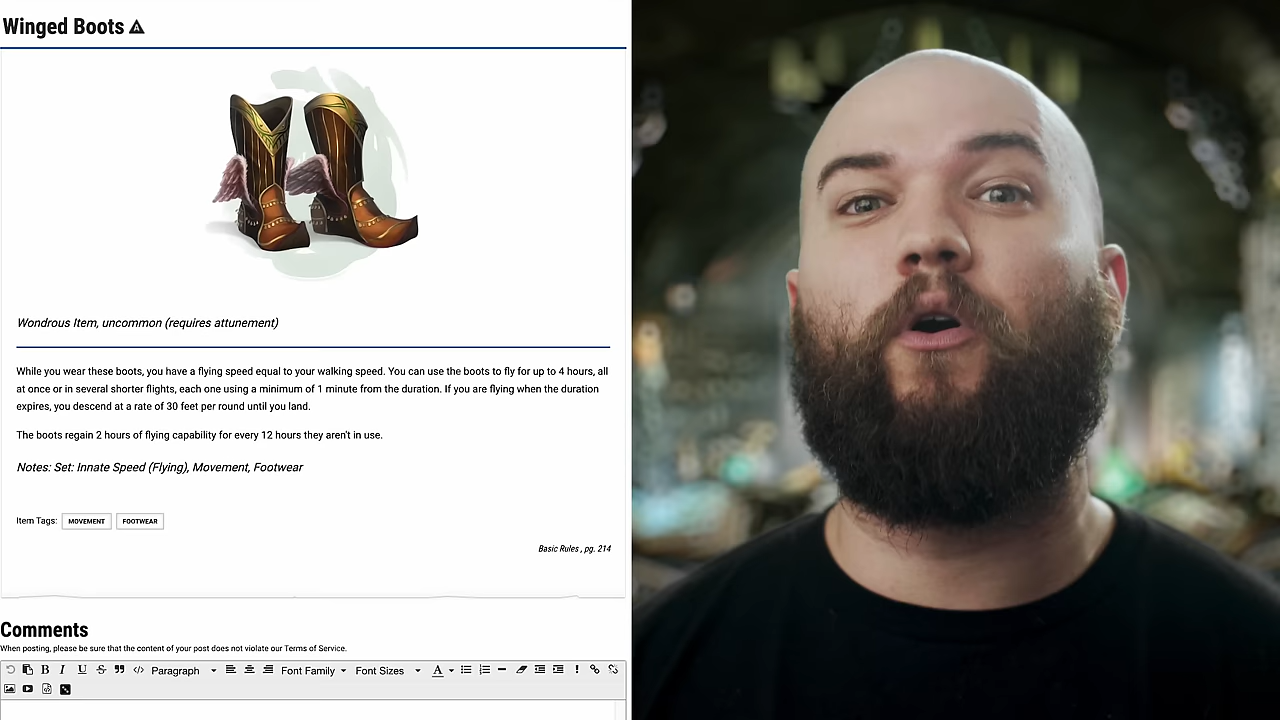 Winged Boots
Wondrous Item, uncommon (requires attunement)
While you wear these boots, you have a flying speed equal to your walking speed. You can use the boots to fly for up to 4 hours, all
at once or in several shorter flights, each one using a minimum of 1 minute from the duration. If you are flying when the duration
expires, you descend at a rate of 30 feet per round until you land.
The boots regain 2 hours of flying capability for every 12 hours they aren't in use.
Notes: Set: Innate Speed (Flying), Movement, Footwear
Item Tags: MOVEMENT FOOTWEAR
Basic Rules , pg. 214
Comments
When posting, please be sure that the content of your post does not violate our Terms of Service.
B I U S Paragraph Font Family Font Sizes A